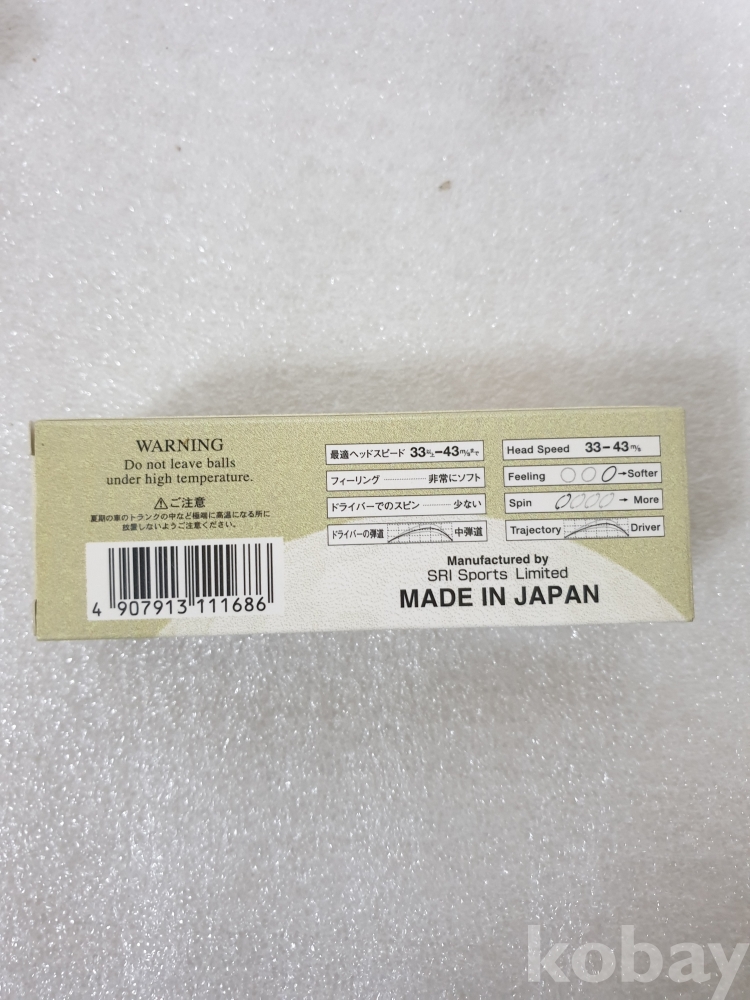 WARNING
Do not leave balls
under high temperature.
⚠ご注意
夏期の車のトランクの中など極端に高温になる所に
放置しないようご注意ください。
4 907913 111686
最適ヘッドスピード 33m/s–43m/sまで
フィーリング 非常にソフト
ドライバーでのスピン 少ない
ドライバーの弾道 中弾道
Head Speed 33–43m/s
Feeling →Softer
Spin → More
Trajectory Driver
Manufactured by
SRI Sports Limited
MADE IN JAPAN
kobay